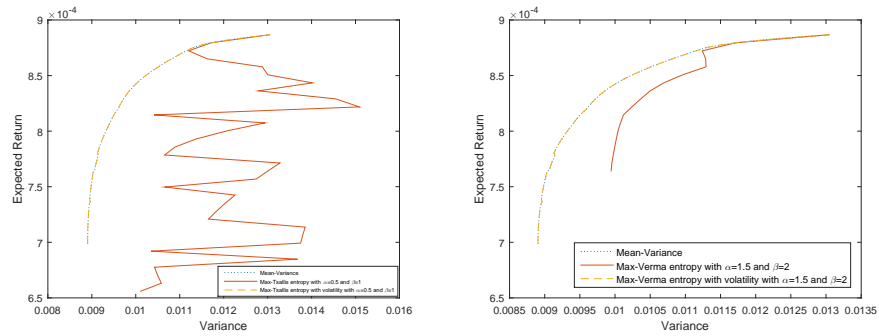 9 ×10⁻⁴
8.5
8
7.5
7
6.5
Expected Return
0.008 0.009 0.01 0.011 0.012 0.013 0.014 0.015 0.016
Variance
Mean-Variance
Max-Tsallis entropy with α=0.5 and β=1
Max-Tsallis entropy with volatility with α=0.5 and β=1
9 ×10⁻⁴
8.5
8
7.5
7
6.5
Expected Return
0.0085 0.009 0.0095 0.01 0.0105 0.011 0.0115 0.012 0.0125 0.013 0.0135
Variance
Mean-Variance
Max-Verma entropy with α=1.5 and β=2
Max-Verma entropy with volatility with α=1.5 and β=2